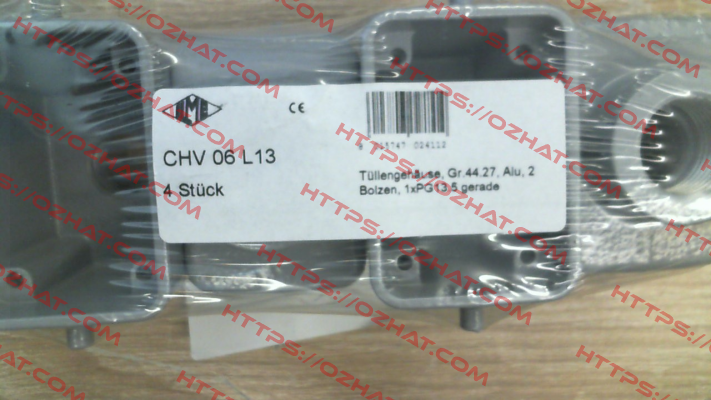 ILME
CE
CHV 06 L13
4 Stück
024112
Tüllengehäuse, Gr.44.27, Alu, 2
Bolzen, 1xPG13,5 gerade
HTTPS://OZHAT.COM